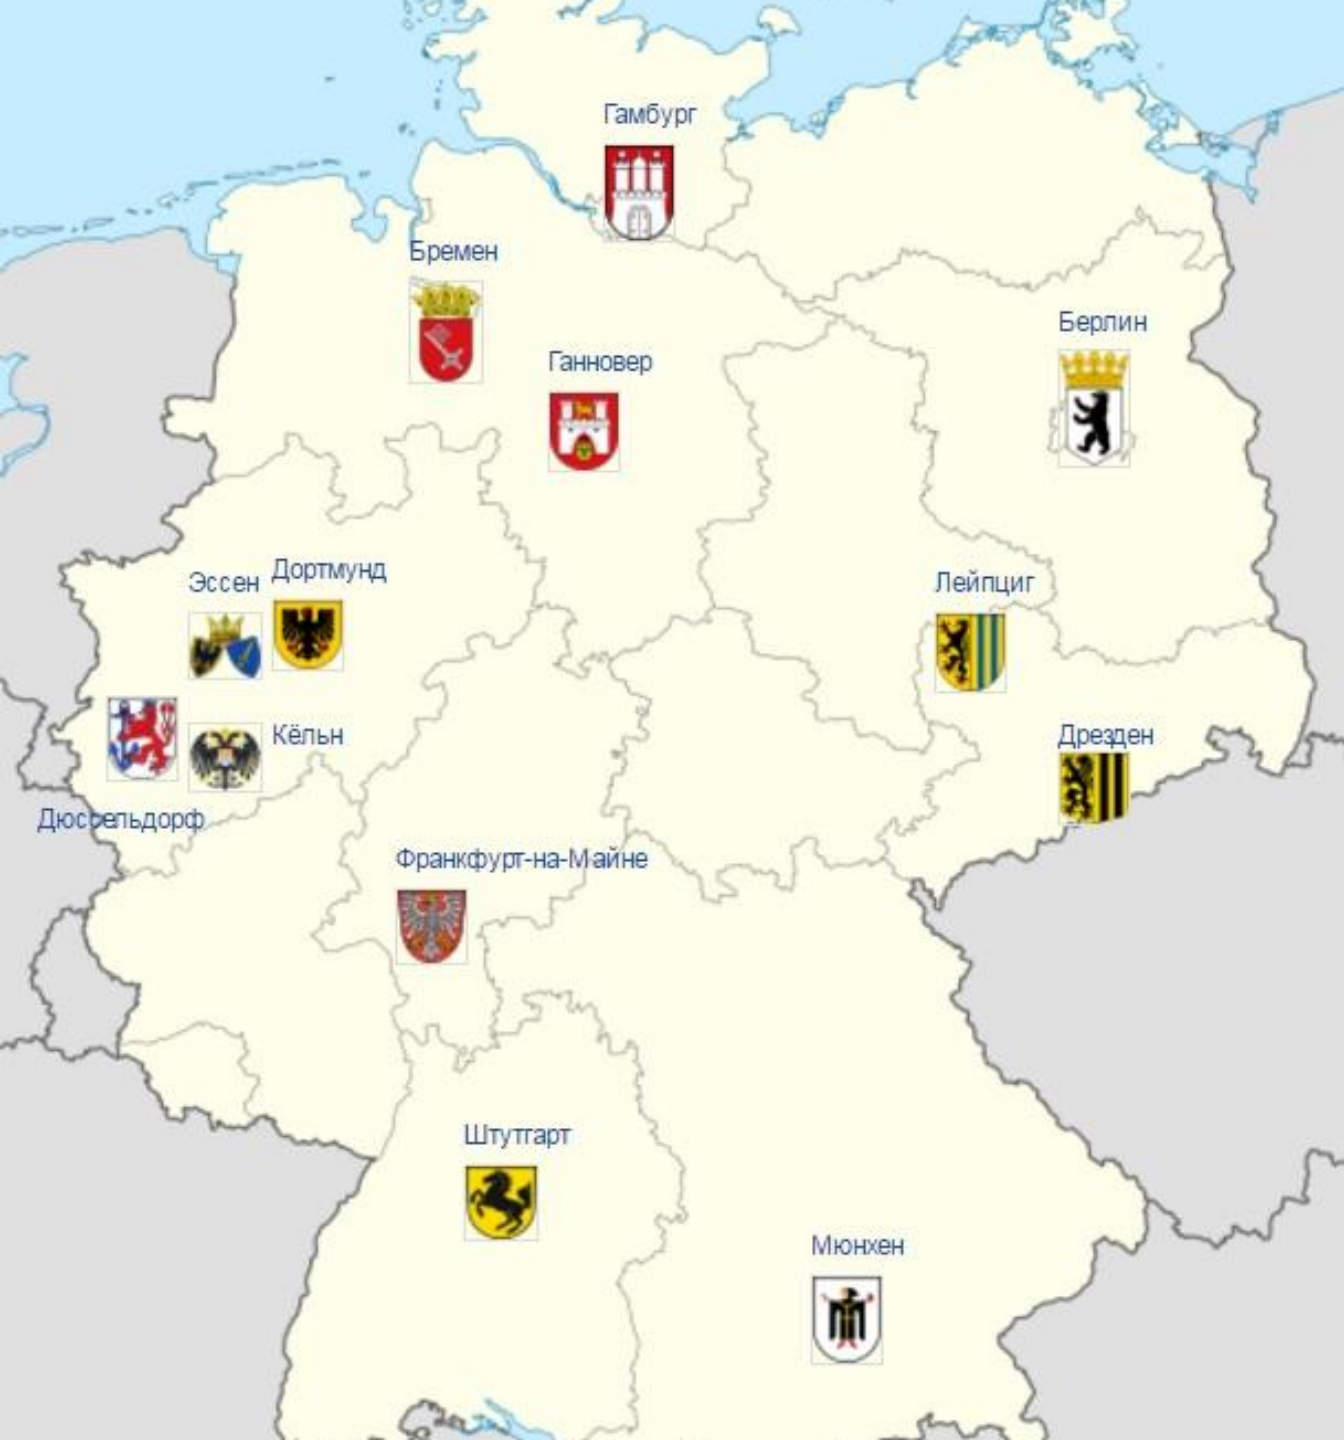 Гамбург
Бремен
Берлин
Ганновер
Эссен
Дортмунд
Лейпциг
Кёльн
Дрезден
Дюссельдорф
Франкфурт-на-Майне
Штутгарт
Мюнхен